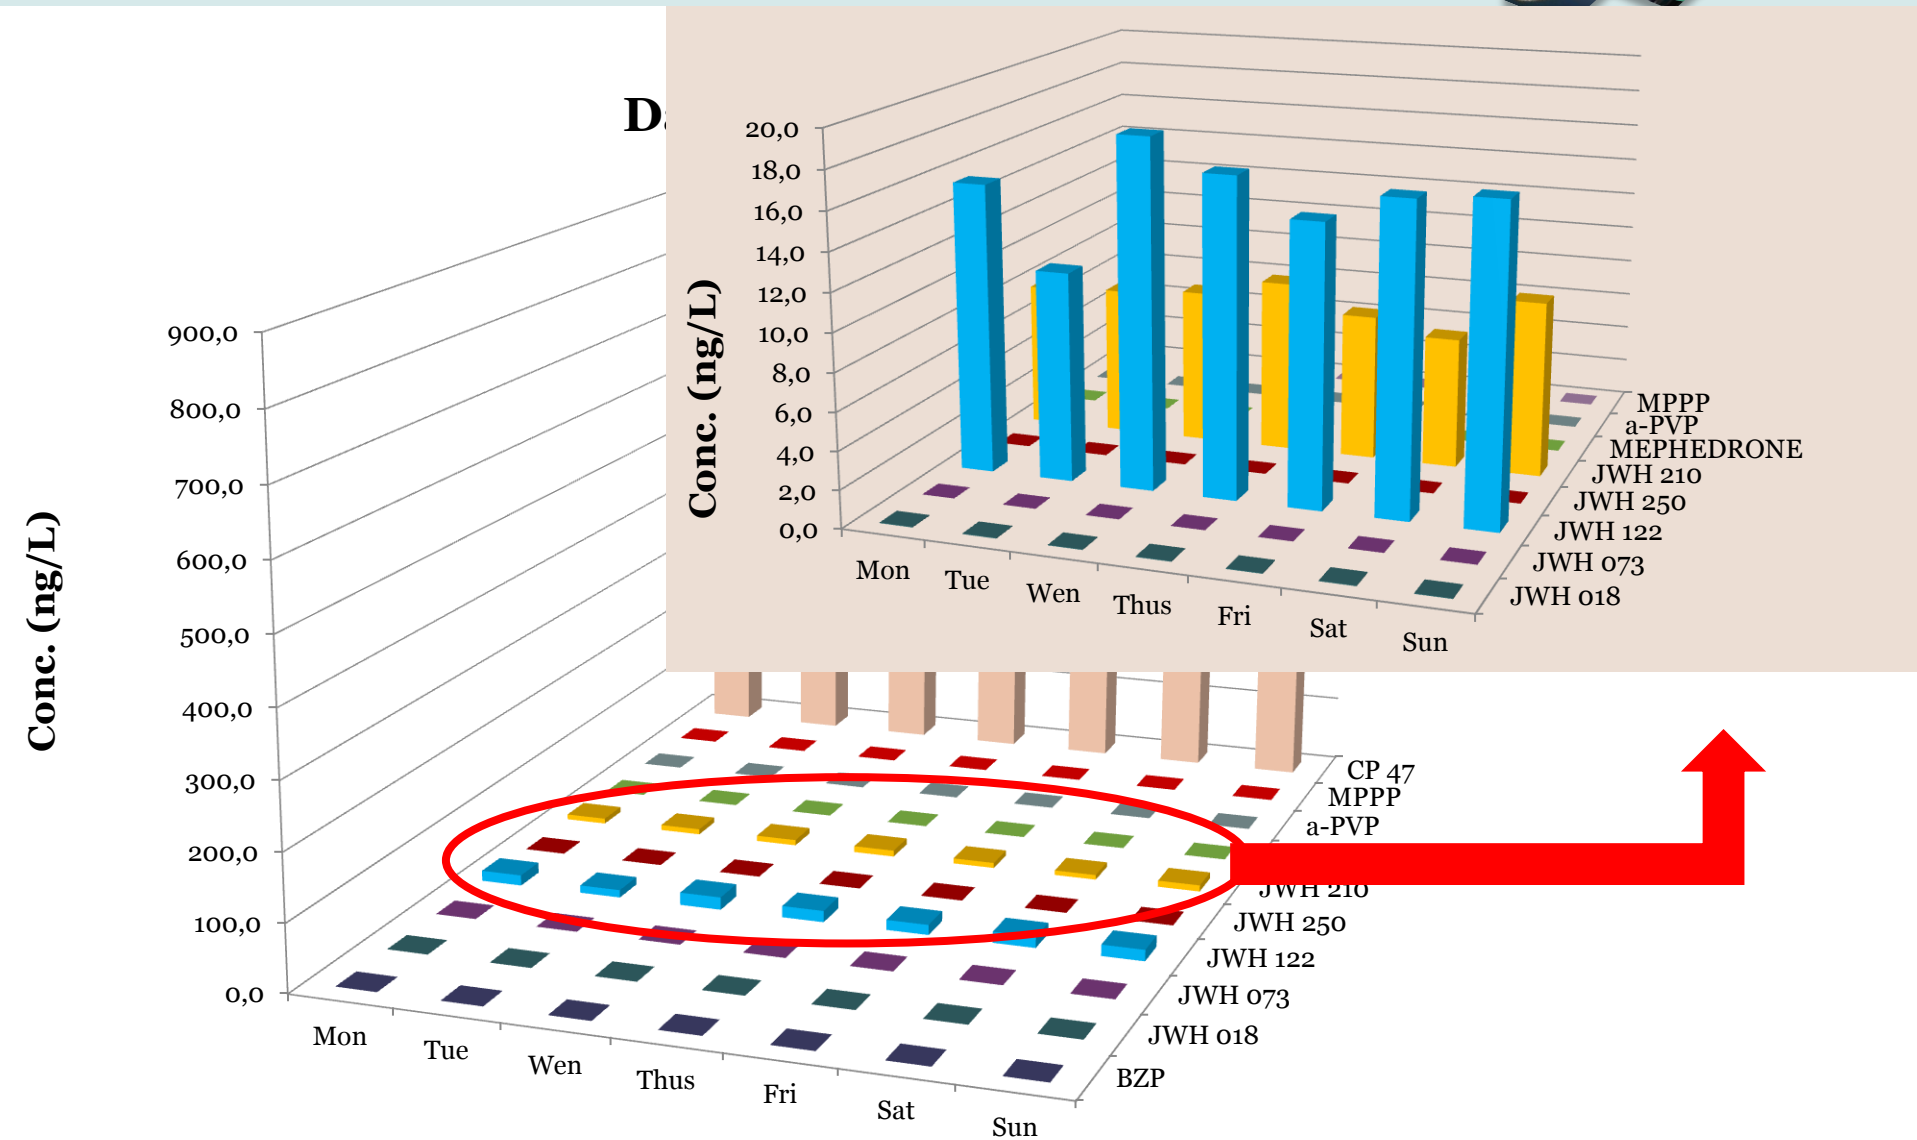 20,0
18,0
16,0
14,0
12,0
10,0
8,0
6,0
4,0
2,0
0,0
Conc. (ng/L)
Mon
Tue
Wen
Thus
Fri
Sat
Sun
MPPP
a-PVP
MEPHEDRONE
JWH 210
JWH 250
JWH 122
JWH 073
JWH 018
900,0
800,0
700,0
600,0
500,0
400,0
300,0
200,0
100,0
0,0
Conc. (ng/L)
Mon
Tue
Wen
Thus
Fri
Sat
Sun
CP 47
MPPP
a-PVP
JWH 210
JWH 250
JWH 122
JWH 073
JWH 018
BZP